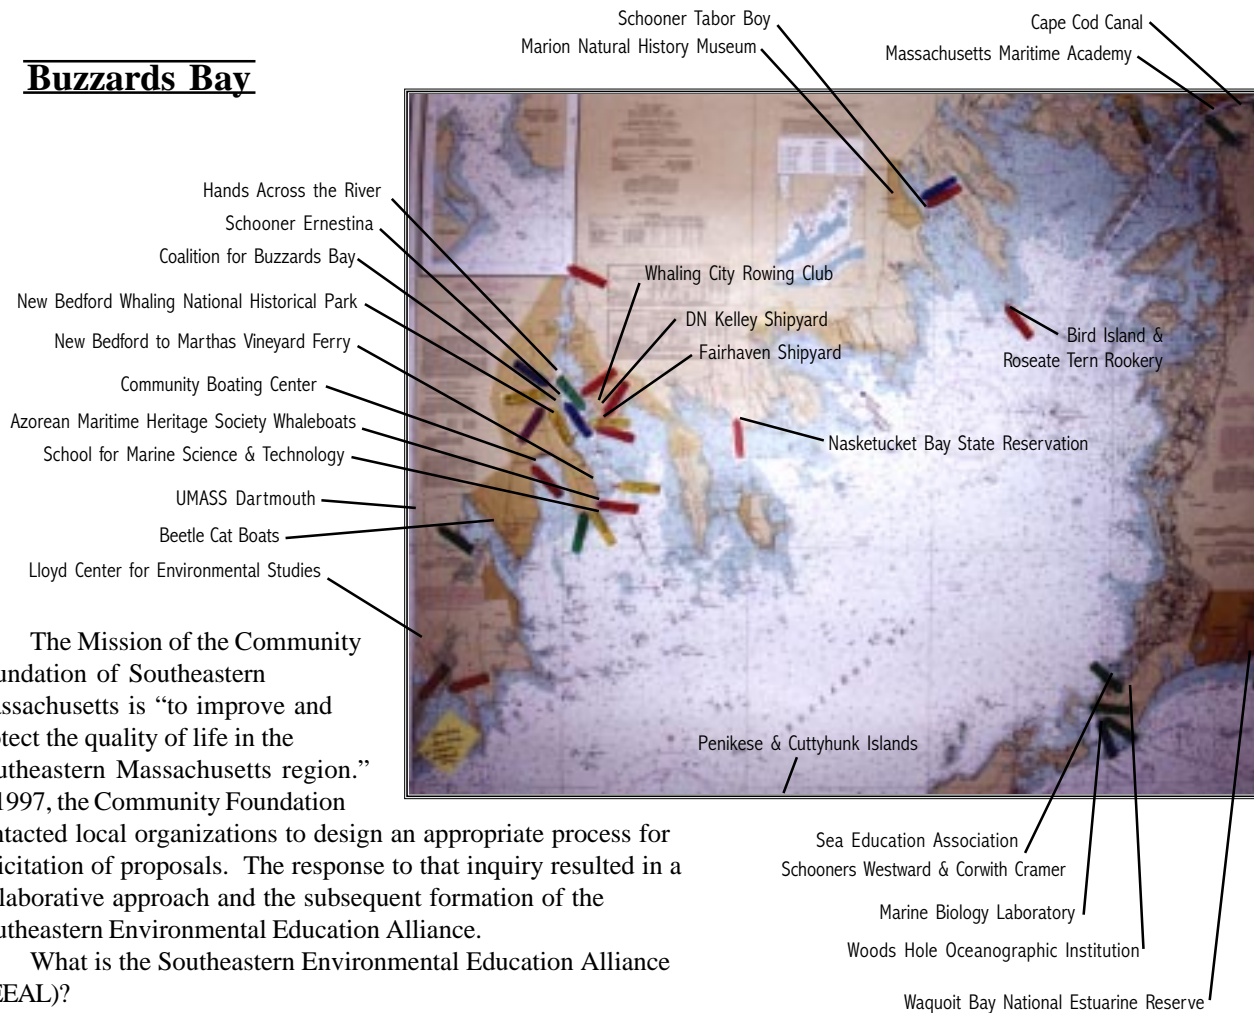 Schooner Tabor Boy
Cape Cod Canal
Marion Natural History Museum
Massachusetts Maritime Academy
Buzzards Bay
Hands Across the River
Schooner Ernestina
Coalition for Buzzards Bay
Whaling City Rowing Club
New Bedford Whaling National Historical Park
DN Kelley Shipyard
New Bedford to Marthas Vineyard Ferry
Fairhaven Shipyard
Bird Island &
Roseate Tern Rookery
Community Boating Center
Azorean Maritime Heritage Society Whaleboats
Nasketucket Bay State Reservation
School for Marine Science & Technology
UMASS Dartmouth
Beetle Cat Boats
Lloyd Center for Environmental Studies
The Mission of the Community
undation of Southeastern
ssachusetts is “to improve and
tect the quality of life in the
utheastern Massachusetts region.”
1997, the Community Foundation
ntacted local organizations to design an appropriate process for
icitation of proposals. The response to that inquiry resulted in a
laborative approach and the subsequent formation of the
utheastern Environmental Education Alliance.
What is the Southeastern Environmental Education Alliance
EEAL)?
Penikese & Cuttyhunk Islands
Sea Education Association
Schooners Westward & Corwith Cramer
Marine Biology Laboratory
Woods Hole Oceanographic Institution
Waquoit Bay National Estuarine Reserve